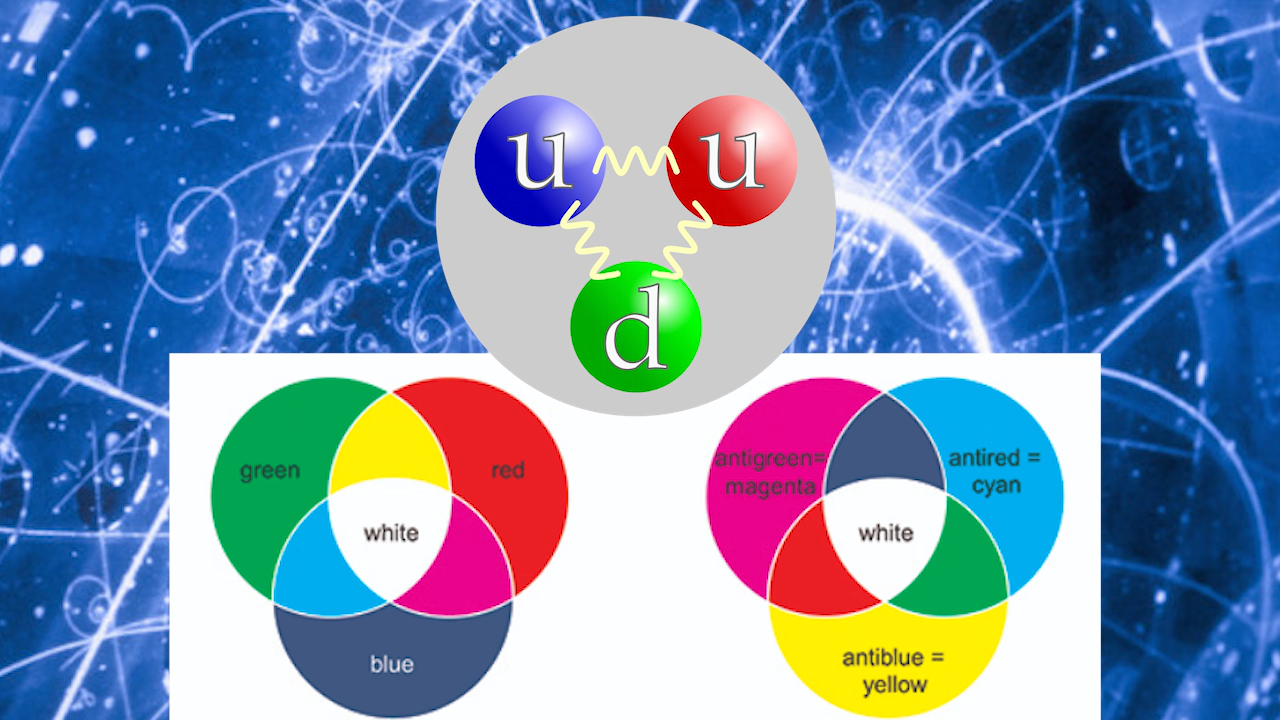 u
u
d
green
red
white
blue
antigreen=
magenta
antired =
cyan
white
antiblue =
yellow